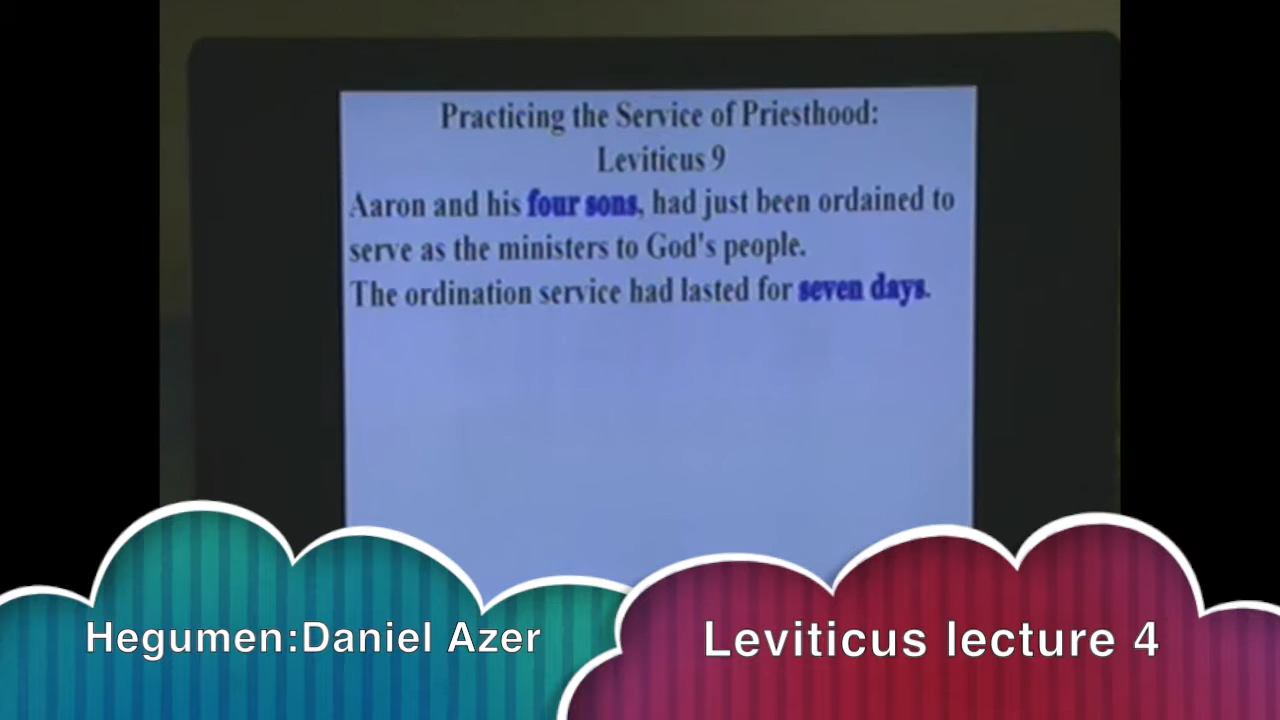 Practicing the Service of Priesthood:
Leviticus 9
Aaron and his four sons, had just been ordained to
serve as the ministers to God's people.
The ordination service had lasted for seven days.
Hegumen:Daniel Azer
Leviticus lecture 4